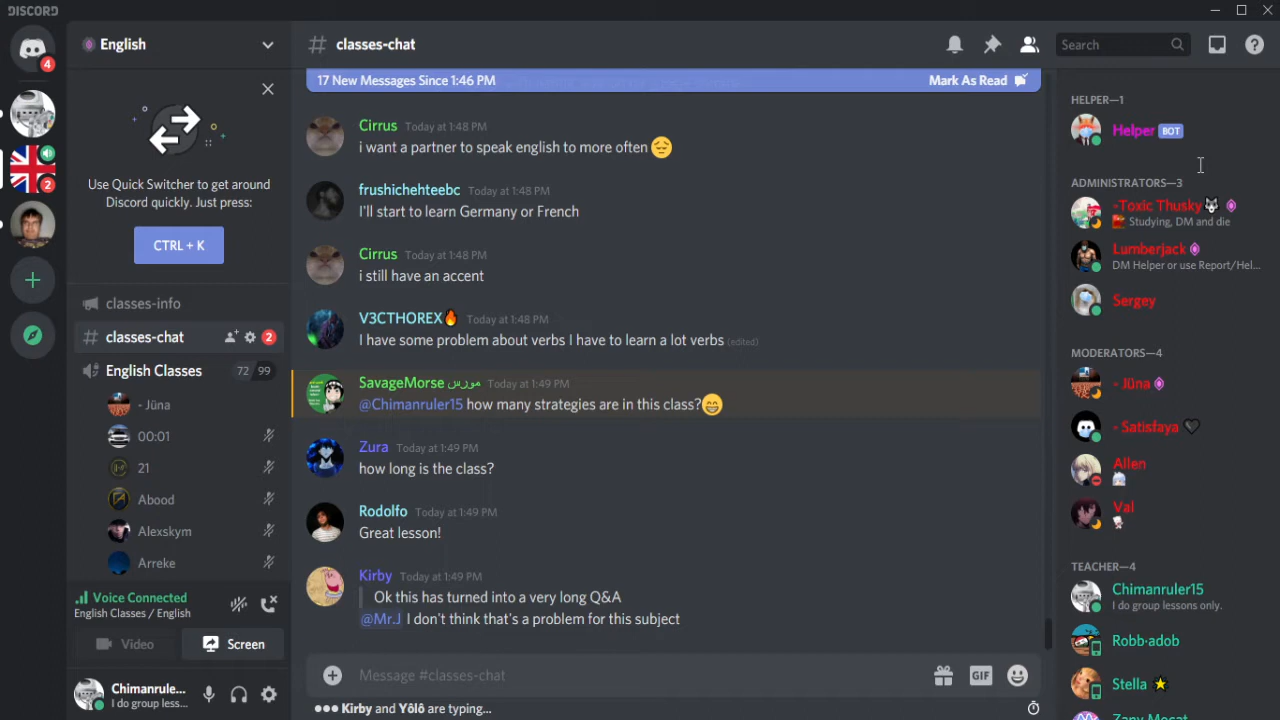 DISCORD
4
2
English
Use Quick Switcher to get around
Discord quickly. Just press:
CTRL + K
classes-info
# classes-chat 2
English Classes 72 99
- Jūna
00:01
21
Abood
Alexskym
Arreke
Voice Connected
English Classes / English
Video
Screen
Chimanrule...
I do group less...
# classes-chat
Search
17 New Messages Since 1:46 PM
Mark As Read
Cirrus Today at 1:48 PM
i want a partner to speak english to more often 😔
frushichehteebc Today at 1:48 PM
I'll start to learn Germany or French
Cirrus Today at 1:48 PM
i still have an accent
V3CTHOREX🔥 Today at 1:48 PM
I have some problem about verbs I have to learn a lot verbs (edited)
SavageMorse مورس Today at 1:49 PM
@Chimanruler15 how many strategies are in this class?😁
Zura Today at 1:49 PM
how long is the class?
Rodolfo Today at 1:49 PM
Great lesson!
Kirby Today at 1:49 PM
Ok this has turned into a very long Q&A
@Mr.J I don't think that's a problem for this subject
Message #classes-chat
GIF
Kirby and Yôlô are typing...
HELPER—1
Helper BOT
ADMINISTRATORS—3
Toxic Thusky🐺
Studying, DM and die
Lumberjack
DM Helper or use Report/Hel...
Sergey
MODERATORS—4
- Jūna
- Satisfaya 🖤
Allen
Val
TEACHER—4
Chimanruler15
I do group lessons only.
Robb·adob
Stella ⭐
Zany Mocat